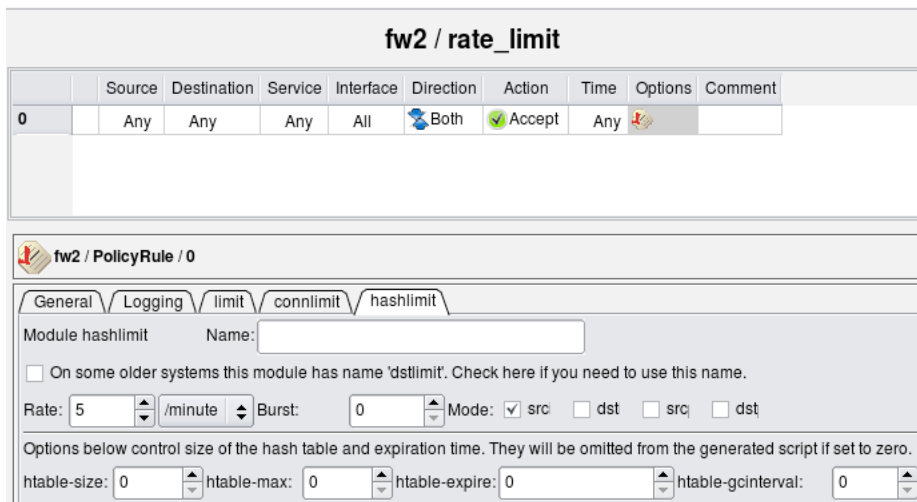 fw2 / rate_limit
Source Destination Service Interface Direction Action Time Options Comment
0 Any Any Any All Both Accept Any
fw2 / PolicyRule / 0
General Logging limit connlimit hashlimit
Module hashlimit Name:
On some older systems this module has name 'dstlimit'. Check here if you need to use this name.
Rate: 5 /minute Burst: 0 Mode: src dst src dst
Options below control size of the hash table and expiration time. They will be omitted from the generated script if set to zero.
htable-size: 0 htable-max: 0 htable-expire: 0 htable-gcinterval: 0